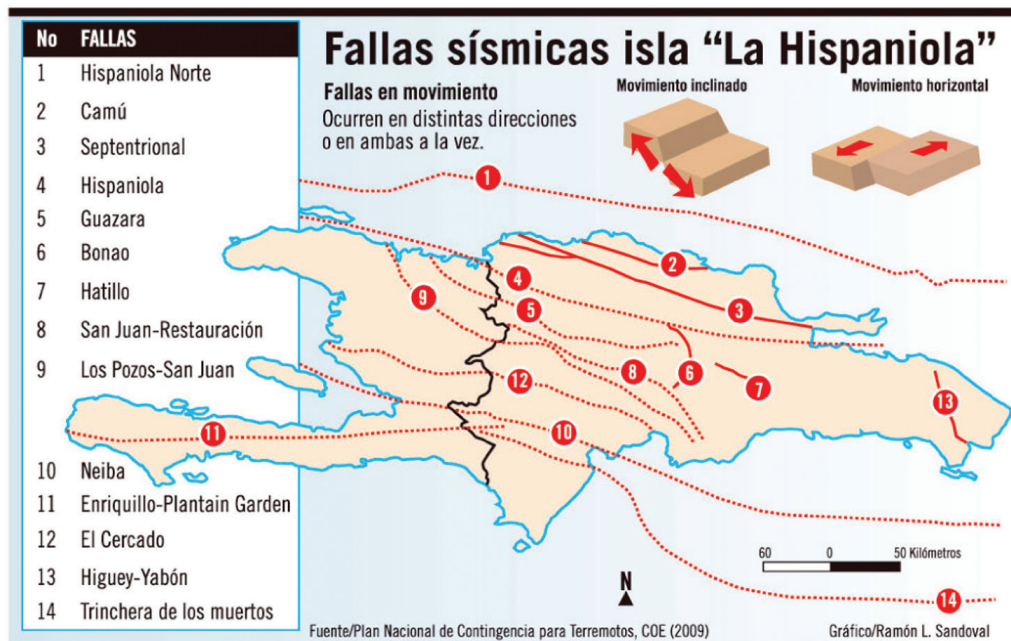 No FALLAS
1 Hispaniola Norte
2 Camú
3 Septentrional
4 Hispaniola
5 Guazara
6 Bonao
7 Hatillo
8 San Juan-Restauración
9 Los Pozos-San Juan
10 Neiba
11 Enriquillo-Plantain Garden
12 El Cercado
13 Higuey-Yabón
14 Trinchera de los muertos
Fallas sísmicas isla “La Hispaniola”
Fallas en movimiento
Ocurren en distintas direcciones
o en ambas a la vez.
Movimiento inclinado
Movimiento horizontal
1
2
3
4
5
9
8
6
7
12
13
11
10
14
60 0 50 Kilómetros
N
Fuente/Plan Nacional de Contingencia para Terremotos, COE (2009)
Gráfico/Ramón L. Sandoval